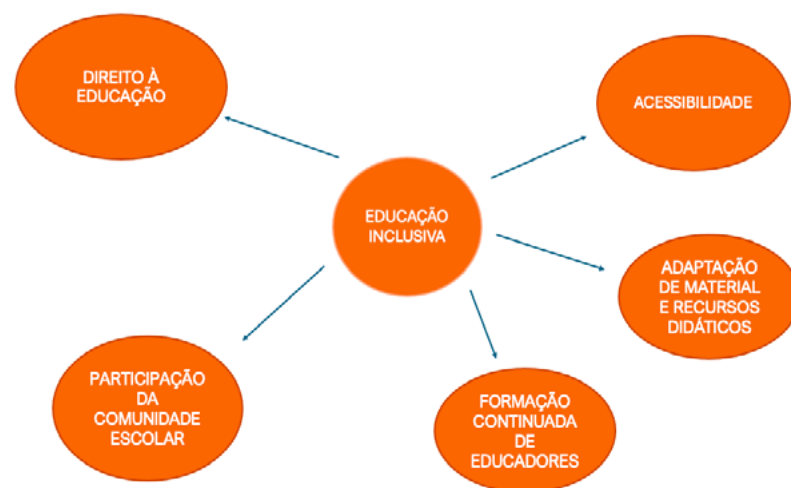 DIREITO À
EDUCAÇÃO
ACESSIBILIDADE
EDUCAÇÃO
INCLUSIVA
ADAPTAÇÃO
DE MATERIAL
E RECURSOS
DIDÁTICOS
PARTICIPAÇÃO
DA
COMUNIDADE
ESCOLAR
FORMAÇÃO
CONTINUADA
DE
EDUCADORES